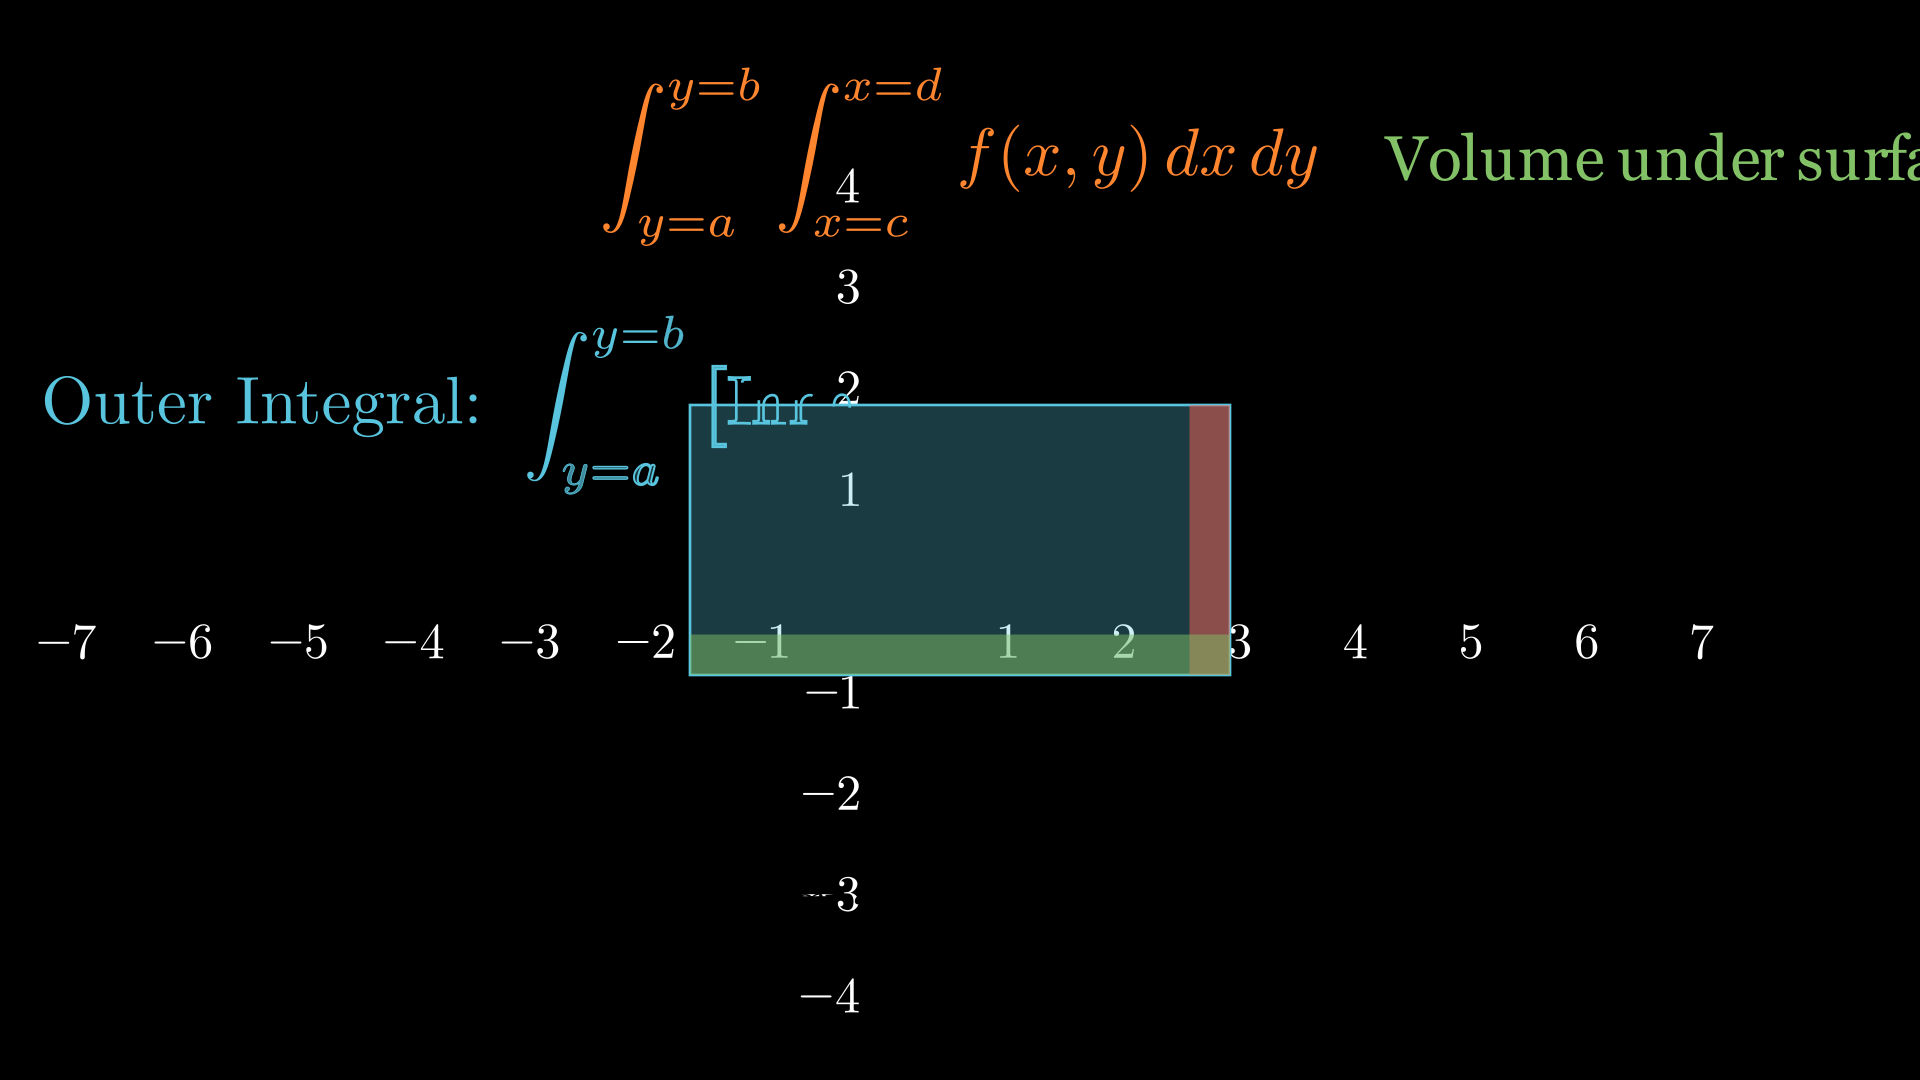 ∫_{y=a}^{y=b} ∫_{x=c}^{x=d} f(x, y) dx dy Volume under
4
3
Outer Integral: ∫_{y=a}^{y=b} [
2
1
−7 −6 −5 −4 −3 −2 −1 1 2 3 4 5 6 7
−1
−2
−3
−4